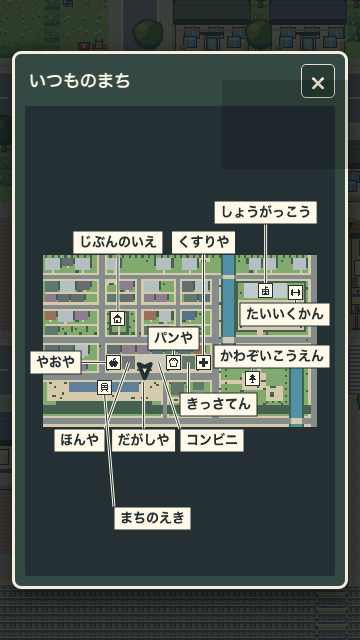 いつものまち
×
しょうがっこう
じぶんのいえ
くすりや
たいいくかん
パンや
やおや
かわぞいこうえん
きっさてん
ほんや
だがしや
コンビニ
まちのえき